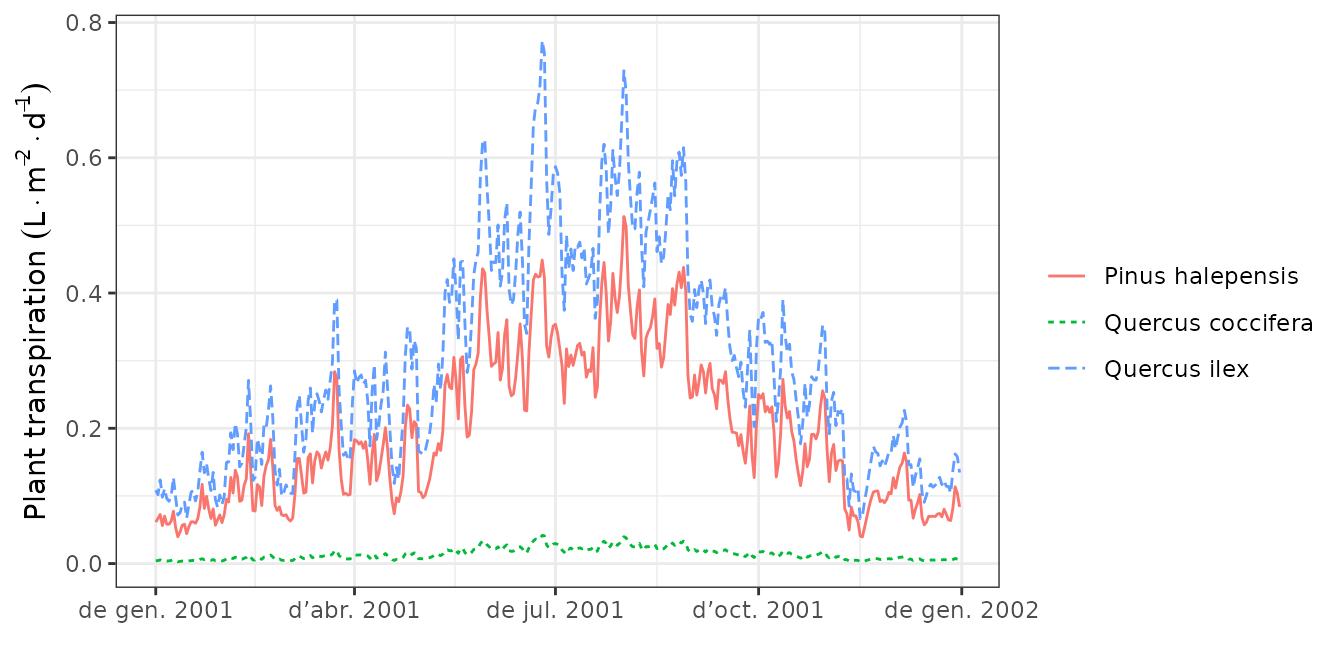 Plant transpiration (L · m⁻² · d⁻¹)
0.8
0.6
0.4
0.2
0.0
de gen. 2001
d’abr. 2001
de jul. 2001
d’oct. 2001
de gen. 2002
Pinus halepensis
Quercus coccifera
Quercus ilex